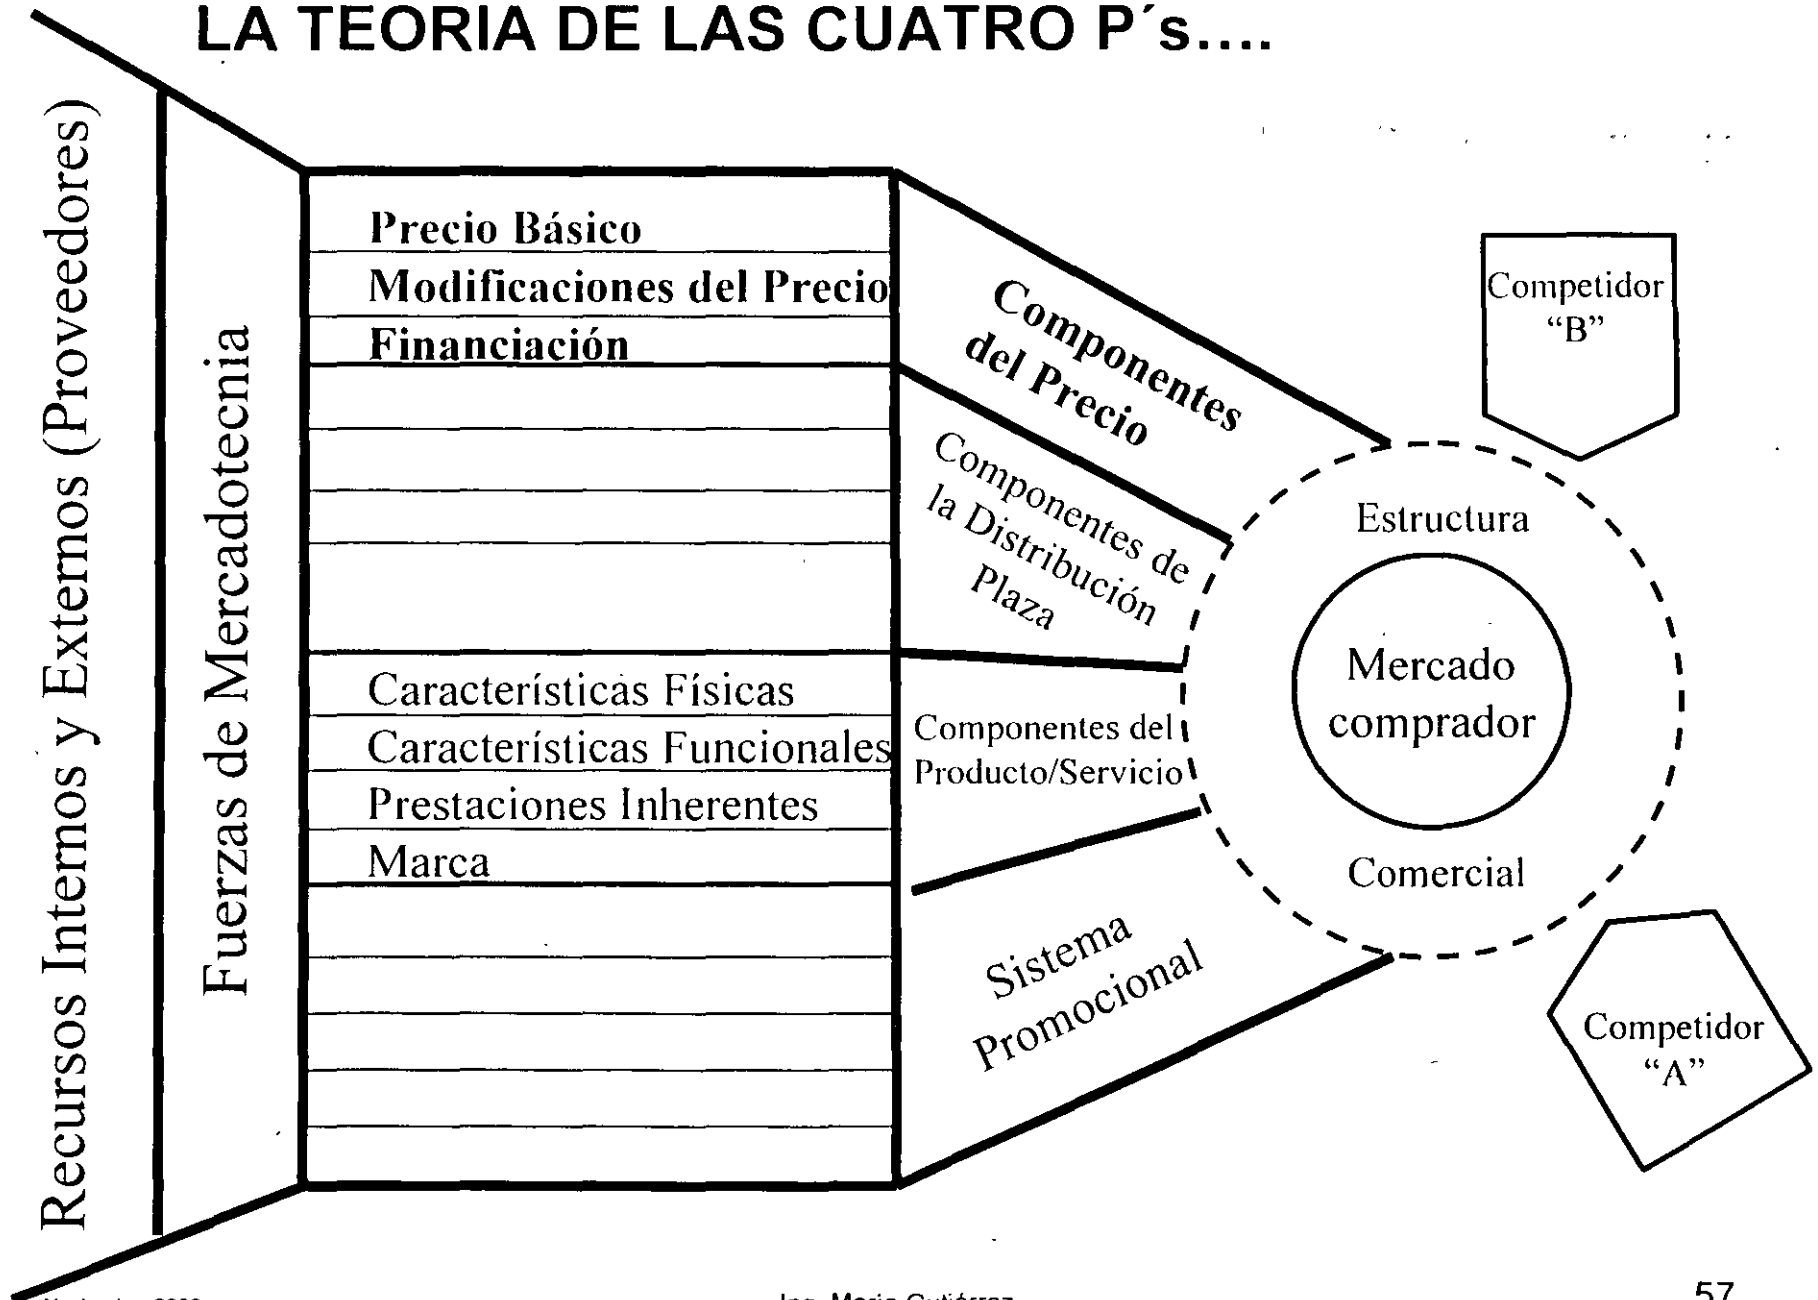 LA TEORIA DE LAS CUATRO P´s....
Recursos Internos y Externos (Proveedores)
Fuerzas de Mercadotecnia
Precio Básico
Modificaciones del Precio
Financiación
Características Físicas
Características Funcionales
Prestaciones Inherentes
Marca
Componentes
del Precio
Componentes de
la Distribución
Plaza
Componentes del
Producto/Servicio
Sistema
Promocional
Estructura
Mercado
comprador
Comercial
Competidor
“B”
Competidor
“A”
57